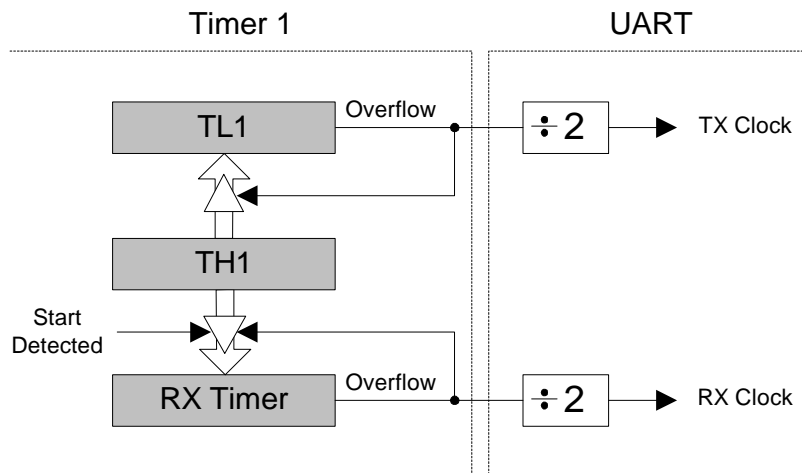 Timer 1
UART
TL1
Overflow
÷ 2
TX Clock
TH1
Start
Detected
RX Timer
Overflow
÷ 2
RX Clock